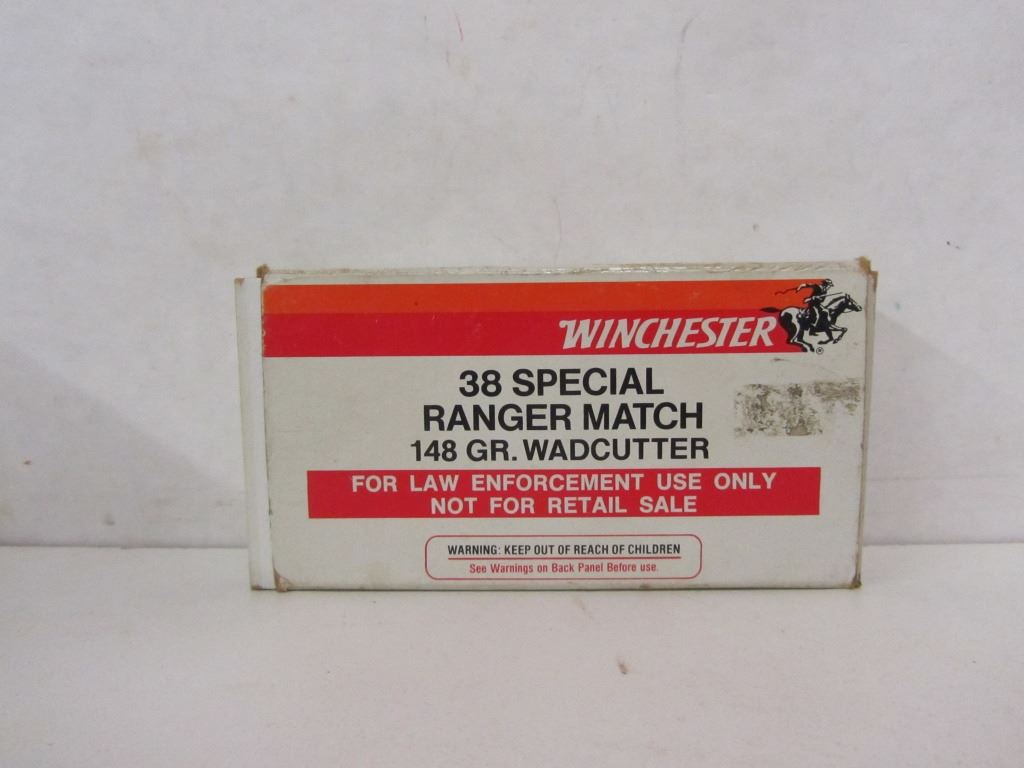 WINCHESTER
®
38 SPECIAL
RANGER MATCH
148 GR. WADCUTTER
FOR LAW ENFORCEMENT USE ONLY
NOT FOR RETAIL SALE
WARNING: KEEP OUT OF REACH OF CHILDREN
See Warnings on Back Panel Before use.